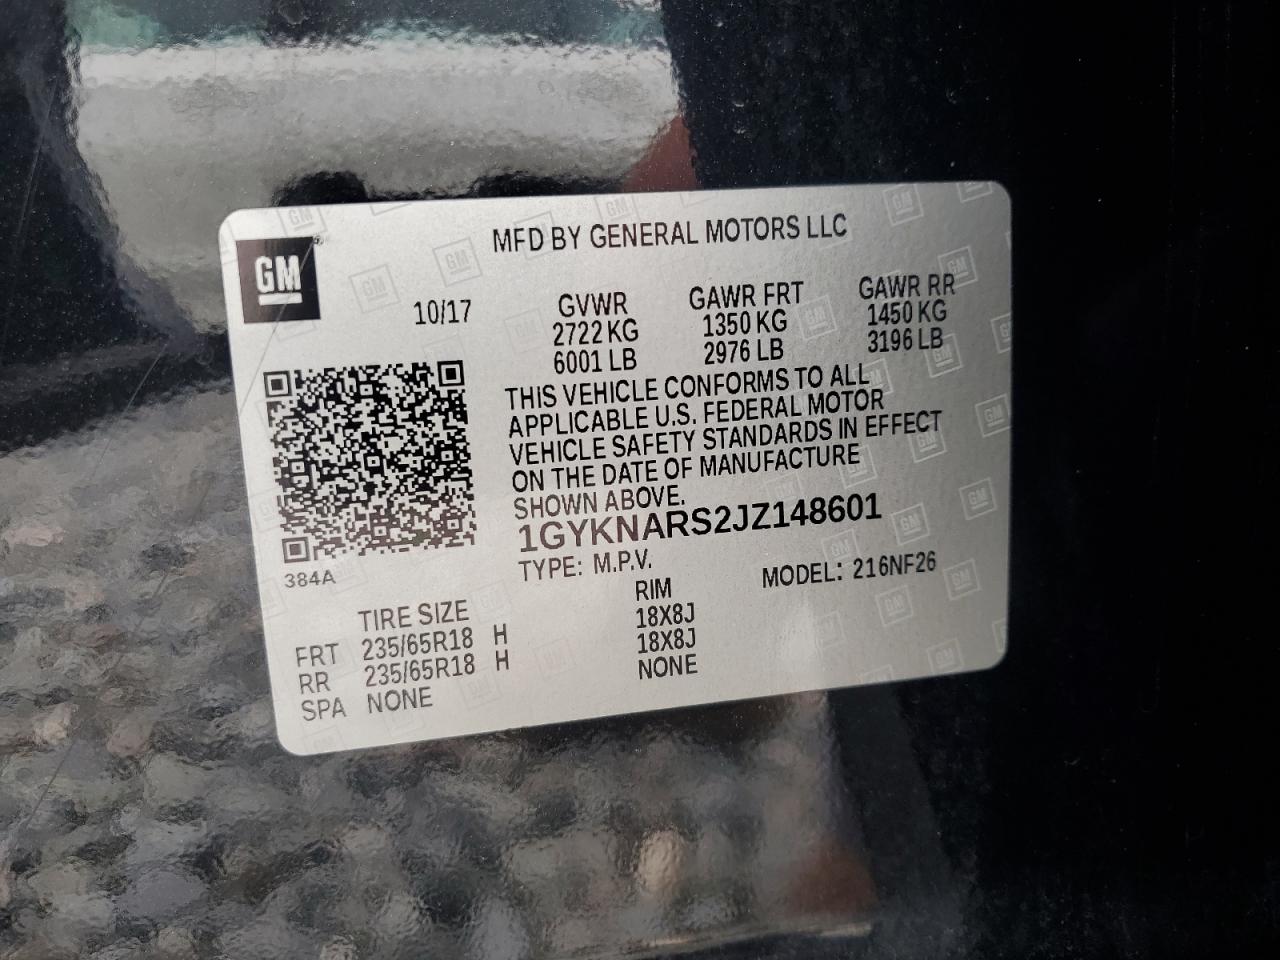 GM
MFD BY GENERAL MOTORS LLC
10/17
GVWR GAWR FRT GAWR RR
2722 KG 1350 KG 1450 KG
6001 LB 2976 LB 3196 LB
THIS VEHICLE CONFORMS TO ALL
APPLICABLE U.S. FEDERAL MOTOR
VEHICLE SAFETY STANDARDS IN EFFECT
ON THE DATE OF MANUFACTURE
SHOWN ABOVE.
1GYKNARS2JZ148601
TYPE: M.P.V. MODEL: 216NF26
384A
TIRE SIZE RIM
FRT 235/65R18 H 18X8J
RR 235/65R18 H 18X8J
SPA NONE NONE